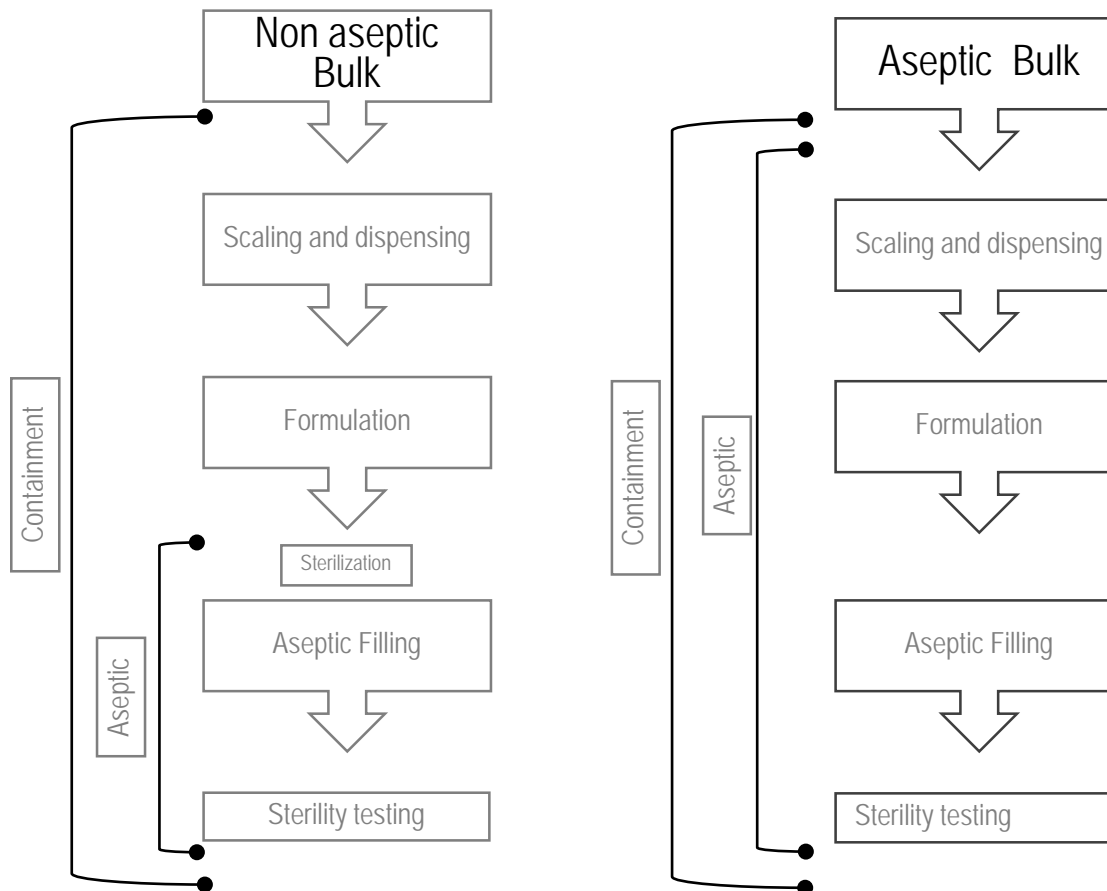 Non aseptic
Bulk
Scaling and dispensing
Formulation
Sterilization
Aseptic Filling
Sterility testing
Containment
Aseptic
Aseptic Bulk
Scaling and dispensing
Formulation
Aseptic Filling
Sterility testing
Containment
Aseptic